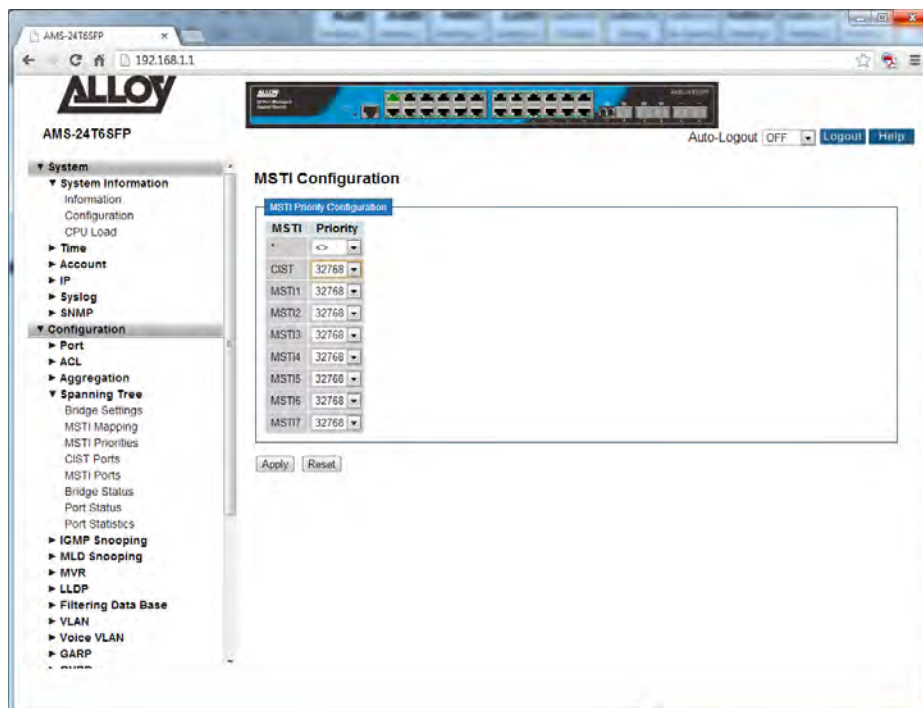 AMS-24T6SFP
192.168.1.1
ALLOY
ALLOY
AMS-24T6SFP
Auto-Logout OFF Logout Help
▼ System
▼ System Information
Information
Configuration
CPU Load
► Time
► Account
► IP
► Syslog
► SNMP
▼ Configuration
► Port
► ACL
► Aggregation
▼ Spanning Tree
Bridge Settings
MSTI Mapping
MSTI Priorities
CIST Ports
MSTI Ports
Bridge Status
Port Status
Port Statistics
► IGMP Snooping
► MLD Snooping
► MVR
► LLDP
► Filtering Data Base
► VLAN
► Voice VLAN
► GARP
MSTI Configuration
MSTI Priority Configuration
MSTI Priority
* <>
CIST 32768
MSTI1 32768
MSTI2 32768
MSTI3 32768
MSTI4 32768
MSTI5 32768
MSTI6 32768
MSTI7 32768
Apply Reset